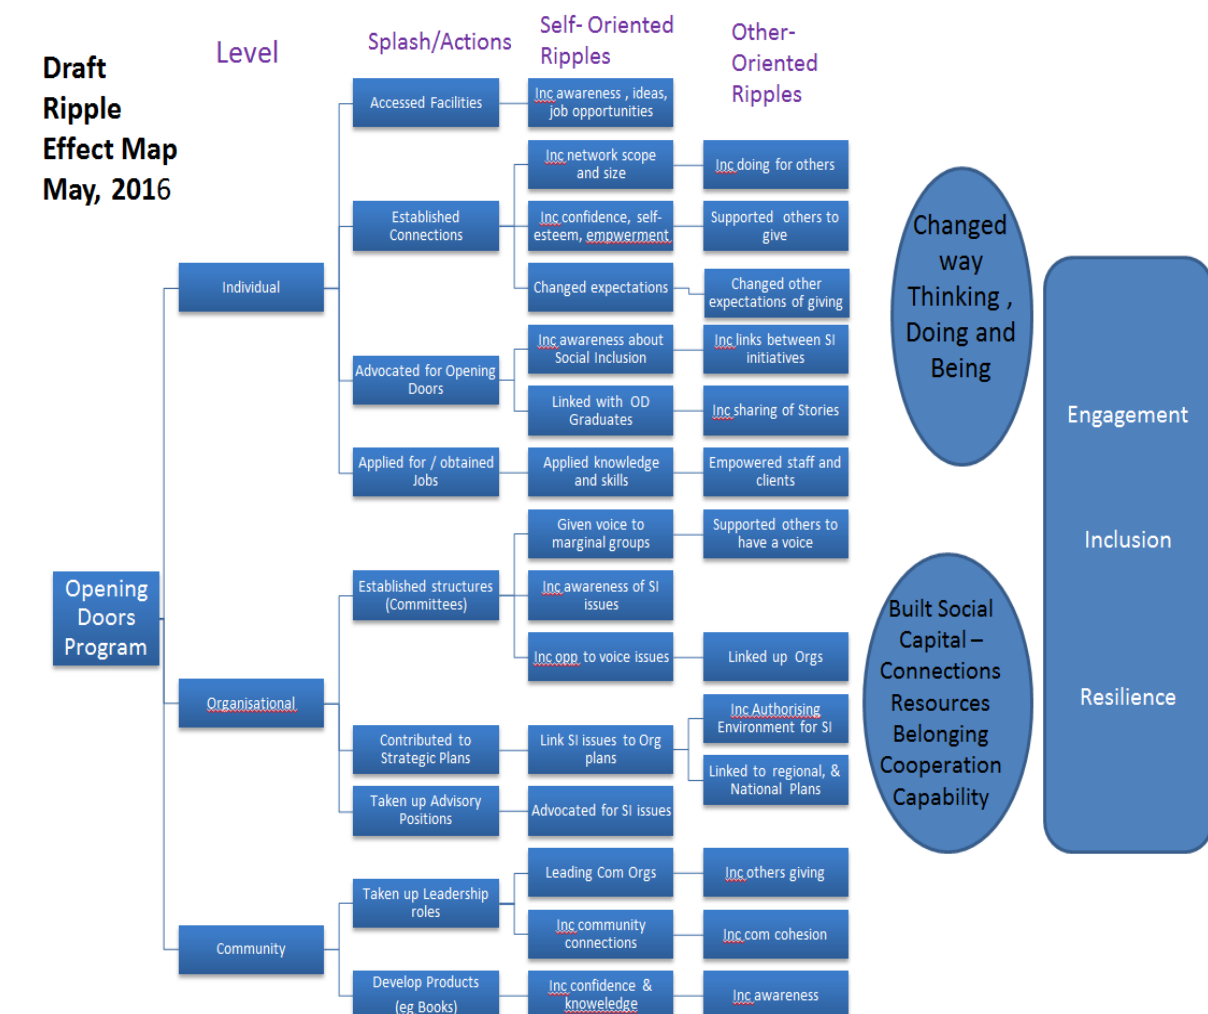 Draft
Ripple
Effect Map
May, 2016
Level
Splash/Actions
Self- Oriented
Ripples
Other-
Oriented
Ripples
Opening
Doors
Program
Individual
Accessed Facilities
Inc awareness , ideas,
job opportunities
Established
Connections
Inc network scope
and size
Inc doing for others
Inc confidence, self-
esteem, empwerment
Supported others to
give
Changed expectations
Changed other
expectations of giving
Advocated for Opening
Doors
Inc awareness about
Social Inclusion
Inc links between SI
initiatives
Linked with OD
Graduates
Inc sharing of Stories
Applied for / obtained
Jobs
Applied knowledge
and skills
Empowered staff and
clients
Organisational
Established structures
(Committees)
Given voice to
marginal groups
Supported others to
have a voice
Inc awareness of SI
issues
Inc opp to voice issues
Linked up Orgs
Contributed to
Strategic Plans
Link SI issues to Org
plans
Inc Authorising
Environment for SI
Linked to regional, &
National Plans
Taken up Advisory
Positions
Advocated for SI issues
Community
Taken up Leadership
roles
Leading Com Orgs
Inc others giving
Inc community
connections
Inc com cohesion
Develop Products
(eg Books)
Inc confidence &
knoweledge
Inc awareness
Changed
way
Thinking ,
Doing and
Being
Built Social
Capital –
Connections
Resources
Belonging
Cooperation
Capability
Engagement
Inclusion
Resilience